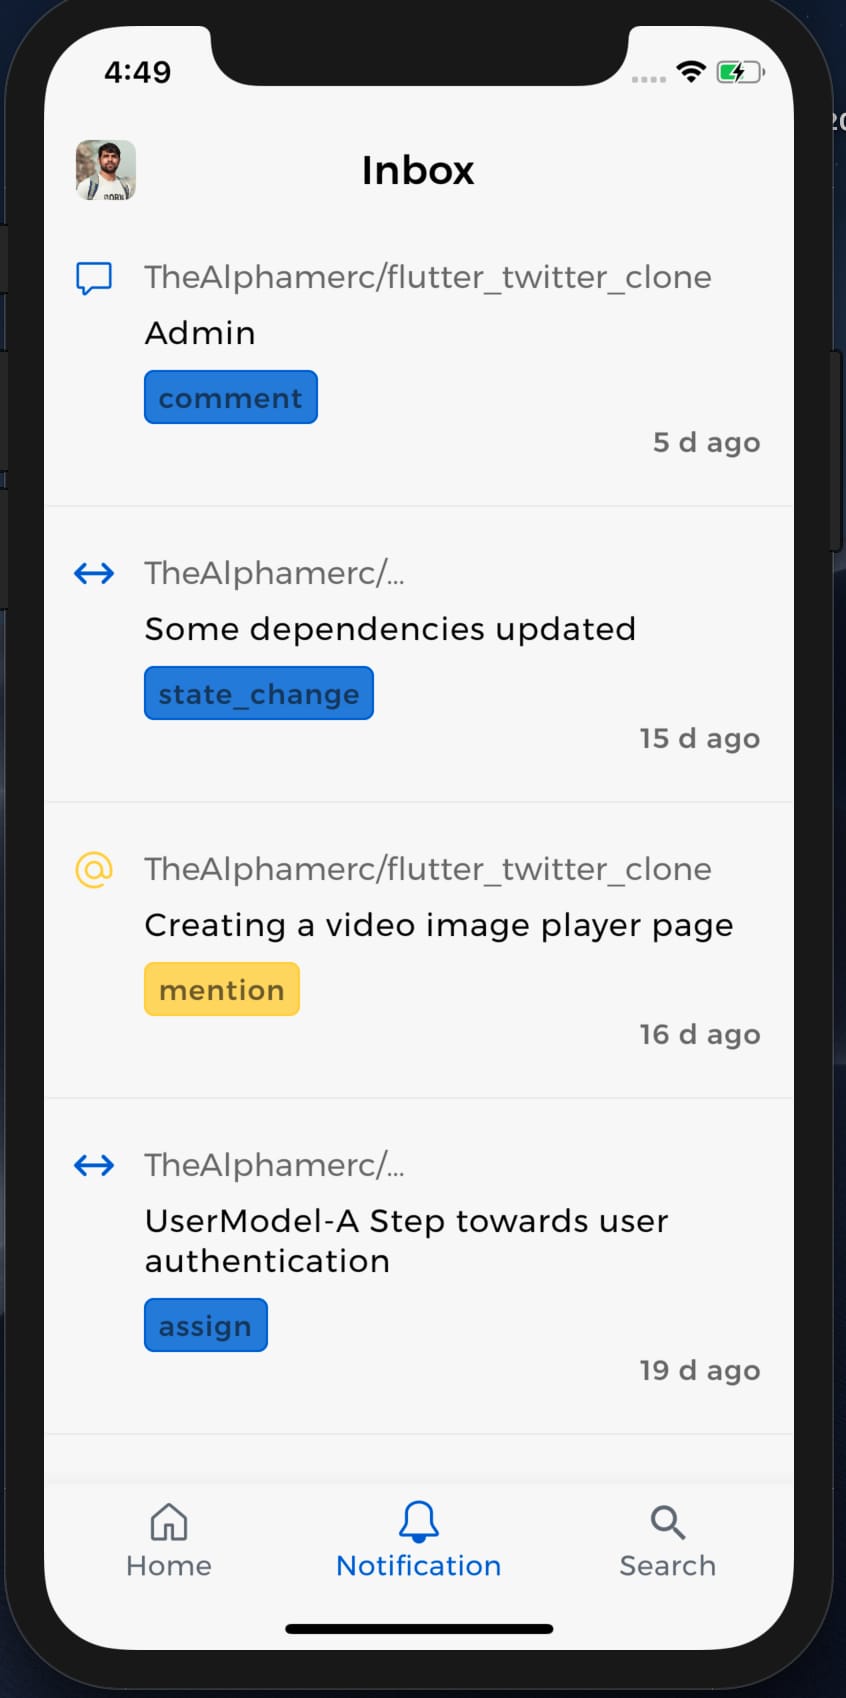 4:49
20
Inbox
TheAlphamerc/flutter_twitter_clone
Admin
comment
5 d ago
TheAlphamerc/...
Some dependencies updated
state_change
15 d ago
@
TheAlphamerc/flutter_twitter_clone
Creating a video image player page
mention
16 d ago
TheAlphamerc/...
UserModel-A Step towards user
authentication
assign
19 d ago
Home
Notification
Search